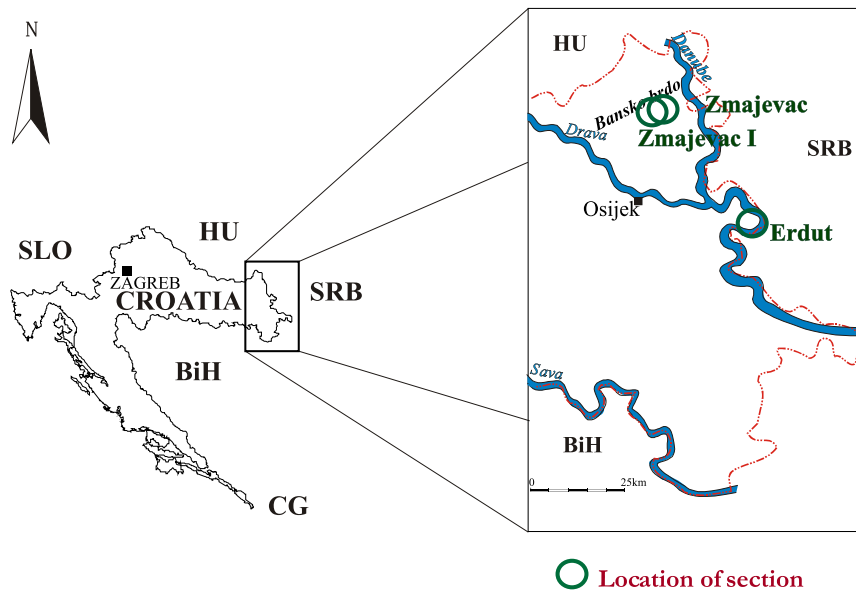 N
SLO
HU
ZAGREB
CROATIA
SRB
BiH
CG
HU
Danube
Bansko brdo
Zmajevac
Zmajevac I
Drava
SRB
Osijek
Erdut
Sava
BiH
0
25km
Location of section